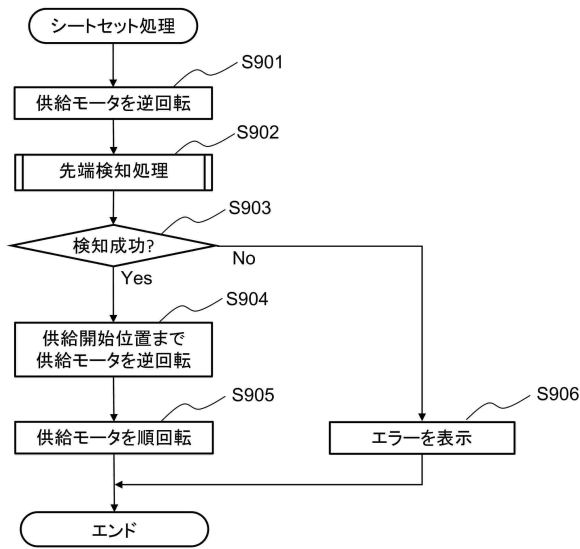 シートセット処理
S901
供給モータを逆回転
S902
先端検知処理
S903
検知成功?
No
Yes
S904
供給開始位置まで
供給モータを逆回転
S905
供給モータを順回転
S906
エラーを表示
エンド